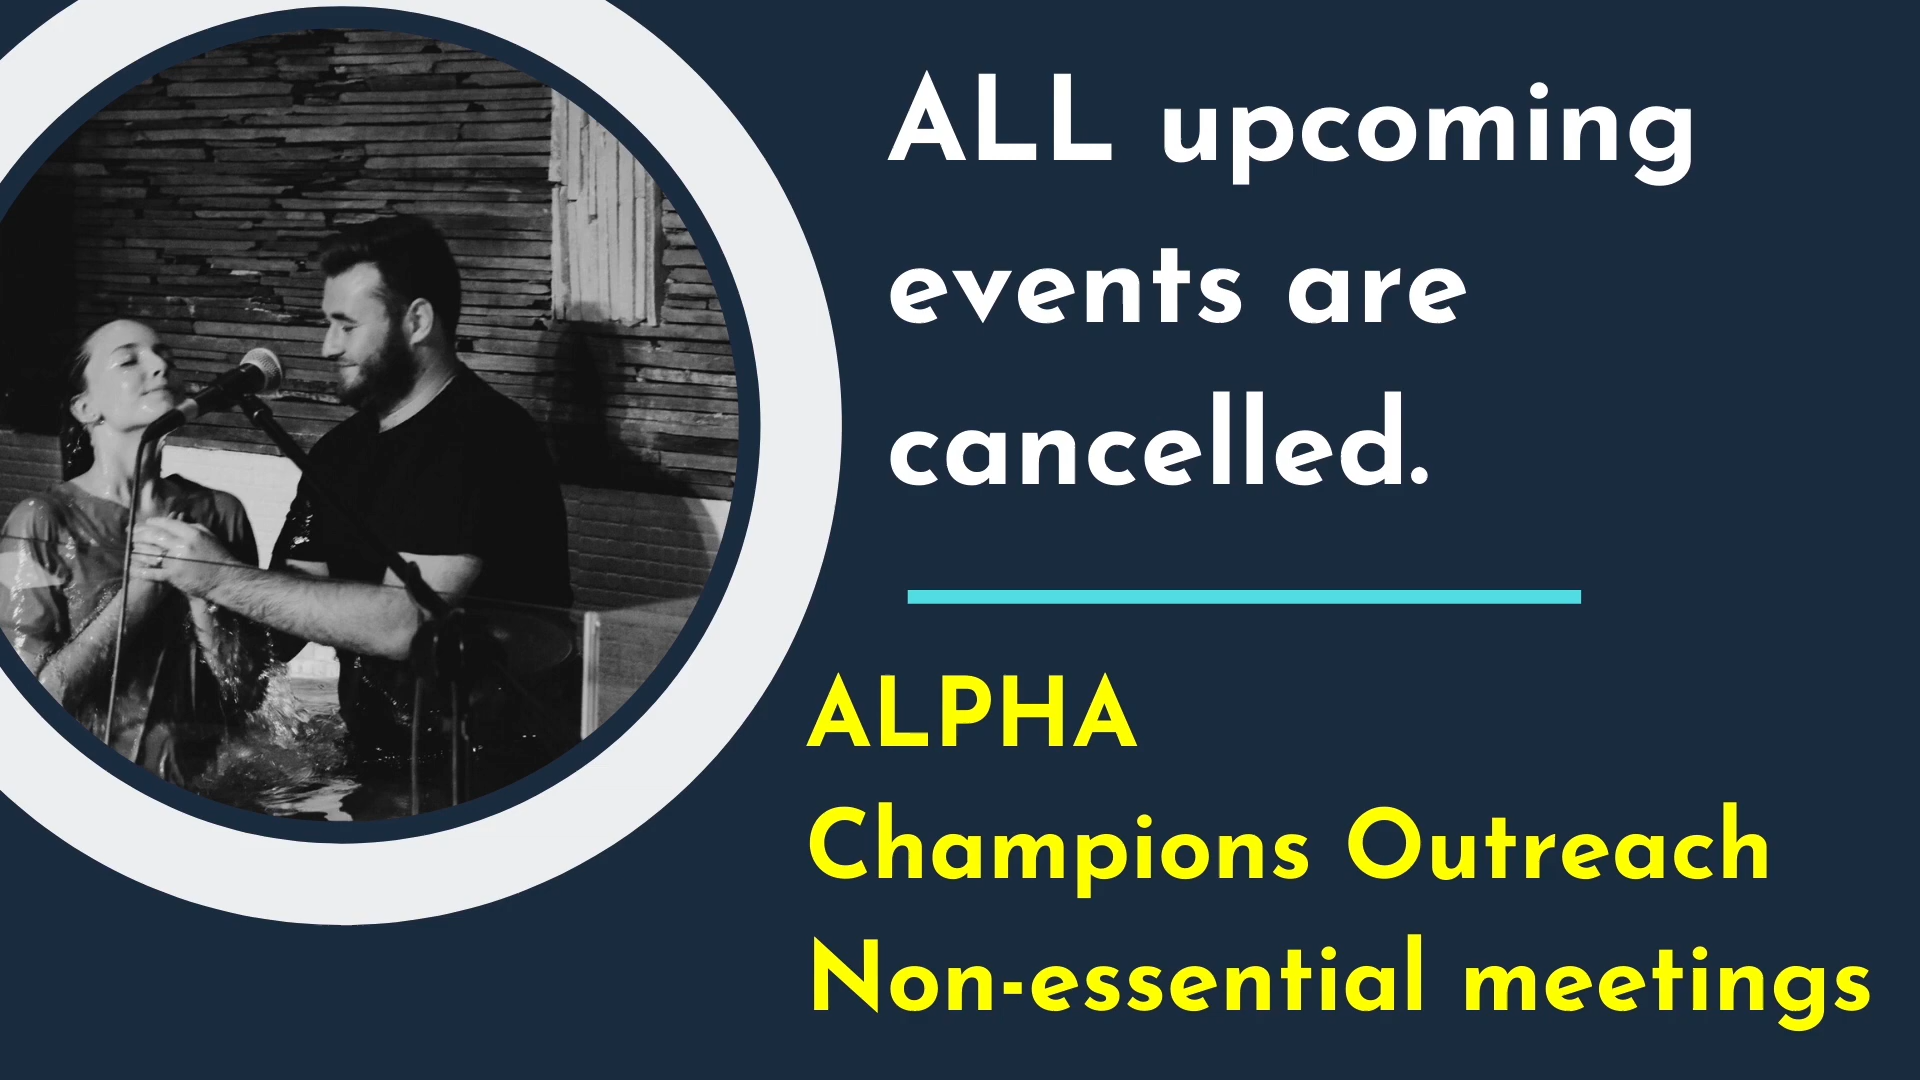 ALL upcoming
events are
cancelled.
ALPHA
Champions Outreach
Non-essential meetings